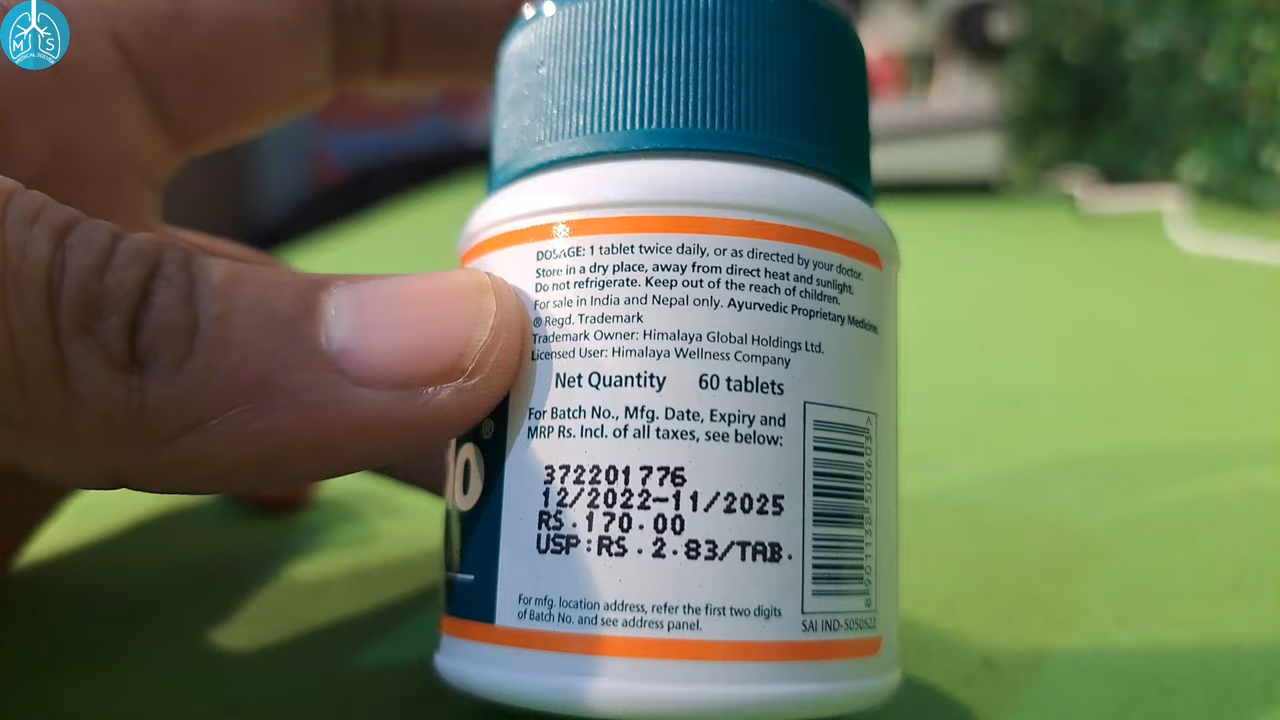 M S
MEDICAL SOLVER
DOSAGE: 1 tablet twice daily, or as directed by your doctor.
Store in a dry place, away from direct heat and sunlight.
Do not refrigerate. Keep out of the reach of children.
For sale in India and Nepal only. Ayurvedic Proprietary Medicine.
® Regd. Trademark
Trademark Owner: Himalaya Global Holdings Ltd.
Licensed User: Himalaya Wellness Company
Net Quantity 60 tablets
For Batch No., Mfg. Date, Expiry and
MRP Rs. Incl. of all taxes, see below:
372201776
12/2022-11/2025
RS.170.00
USP:RS.2.83/TAB.
For mfg. location address, refer the first two digits
of Batch No. and see address panel.
8 901138 500603 >
SAI IND-5050522